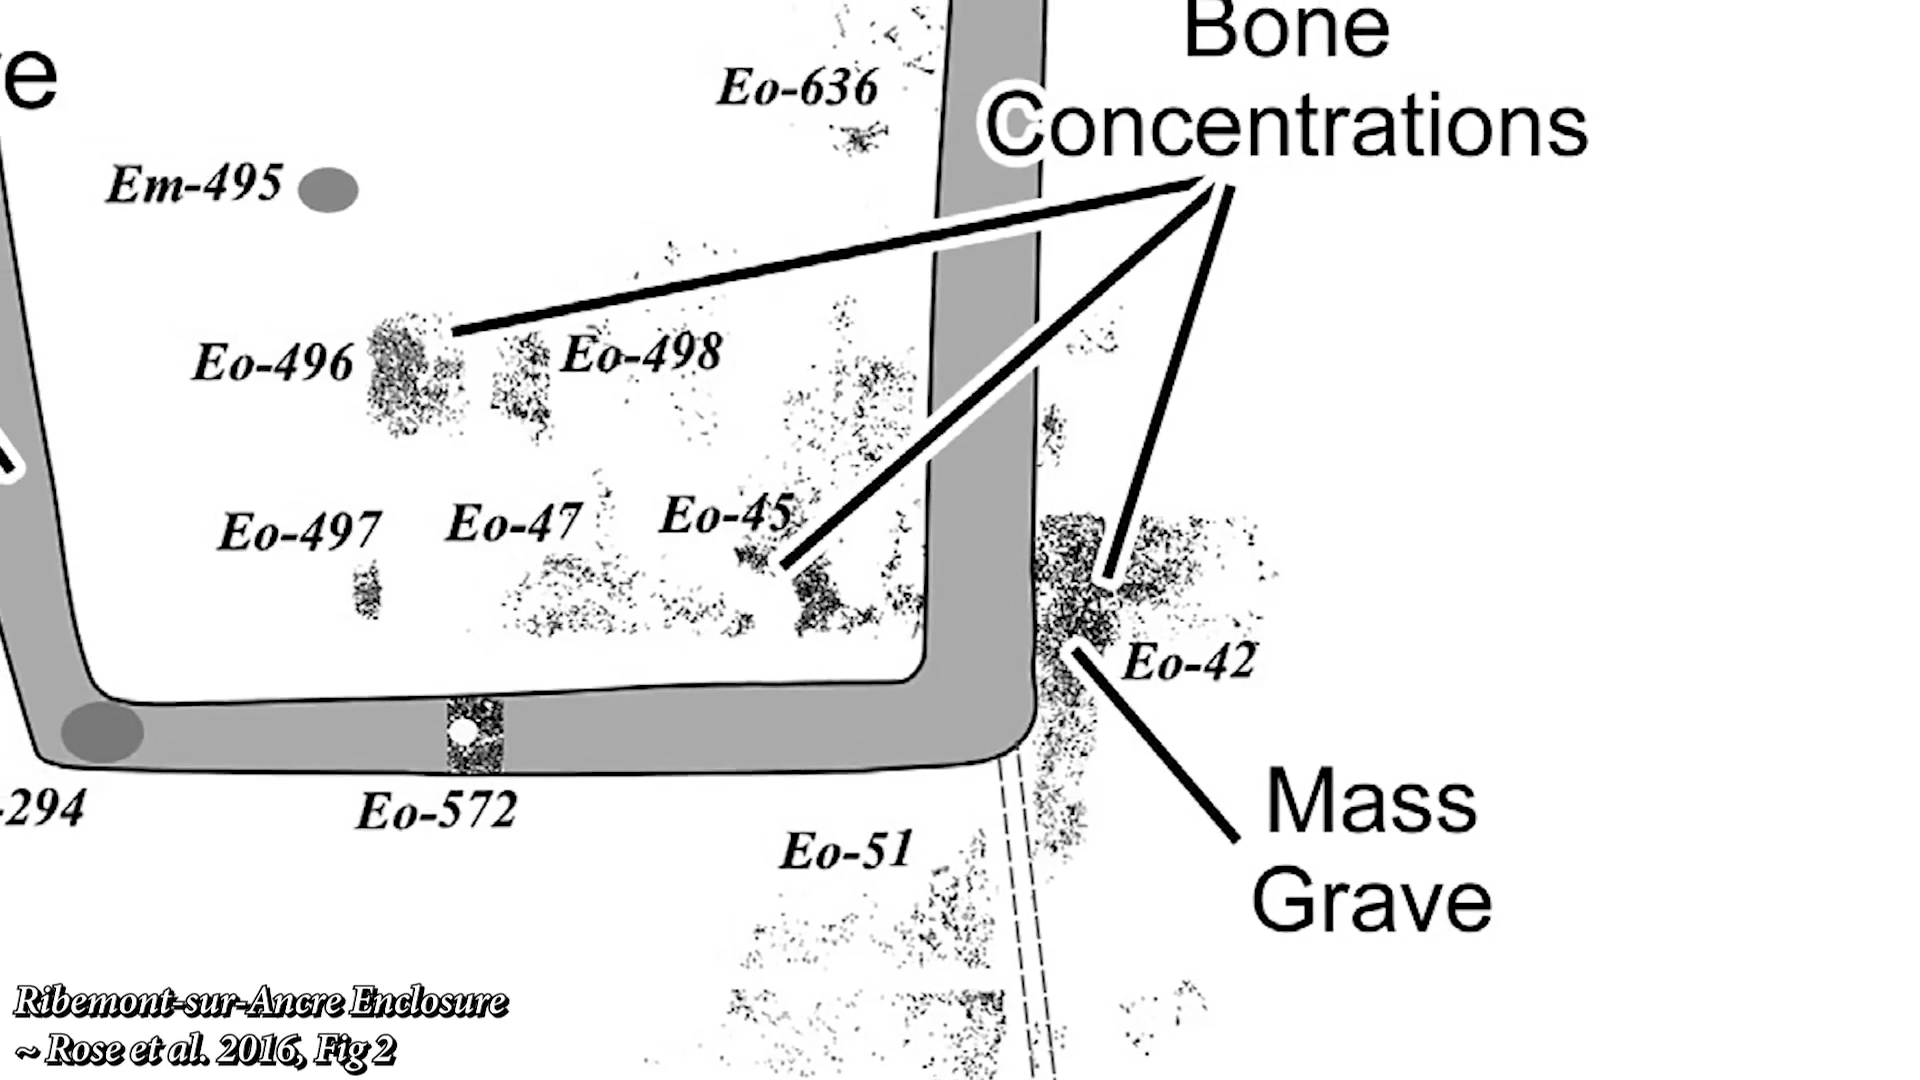 Bone
Concentrations
Eo-636
Em-495
Eo-496
Eo-498
Eo-497
Eo-47
Eo-45
Eo-42
Mass
Grave
-294
Eo-572
Eo-51
Ribemont-sur-Ancre Enclosure
~ Rose et al. 2016, Fig 2